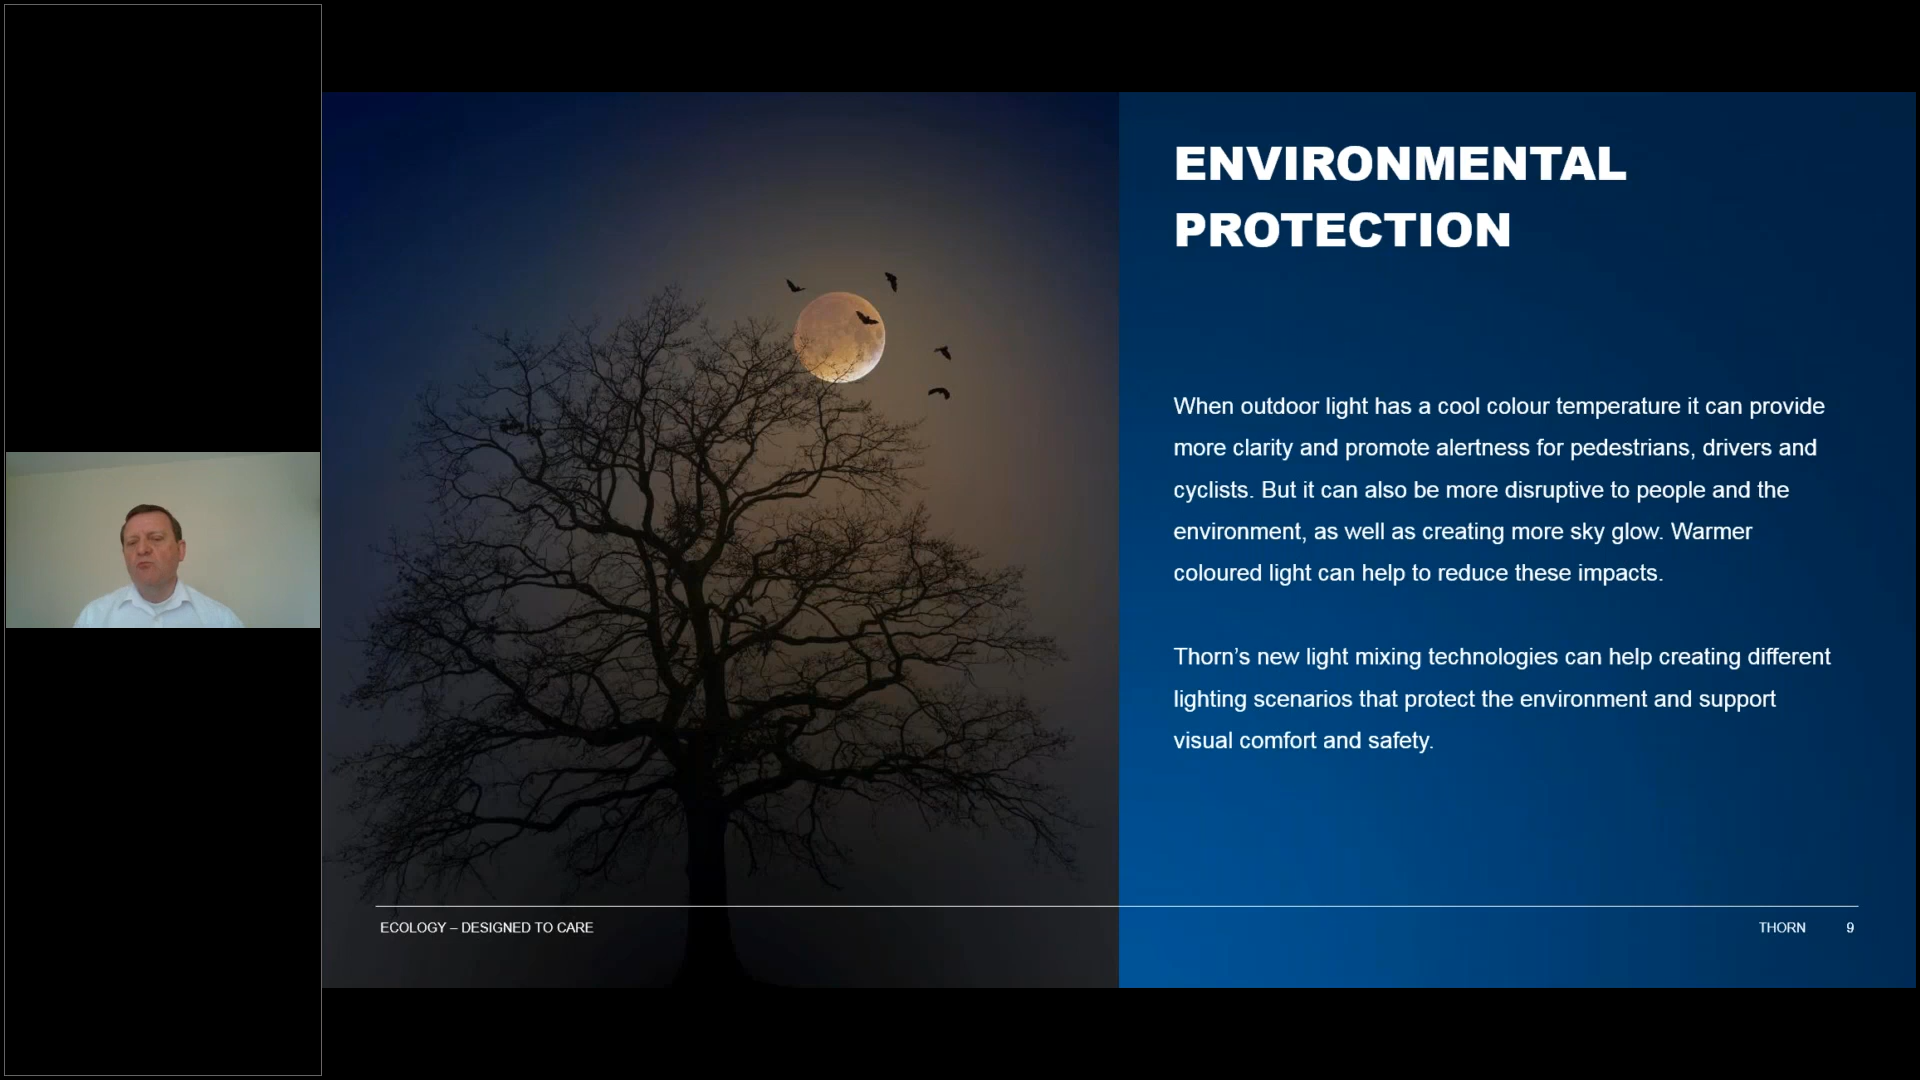 ENVIRONMENTAL
PROTECTION
When outdoor light has a cool colour temperature it can provide
more clarity and promote alertness for pedestrians, drivers and
cyclists. But it can also be more disruptive to people and the
environment, as well as creating more sky glow. Warmer
coloured light can help to reduce these impacts.
Thorn’s new light mixing technologies can help creating different
lighting scenarios that protect the environment and support
visual comfort and safety.
ECOLOGY – DESIGNED TO CARE
THORN 9